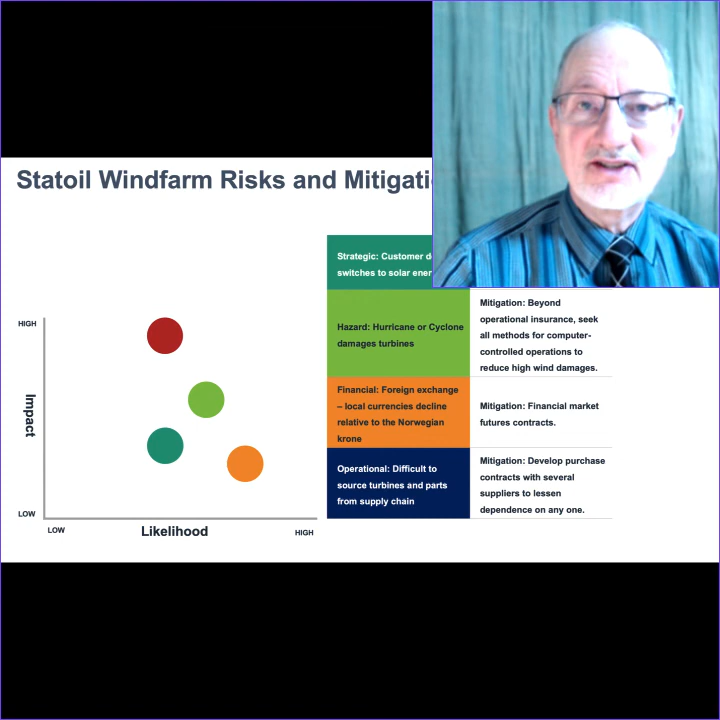 Statoil Windfarm Risks and
Strategic: Customer
switches to solar
Hazard: Hurricane or Cyclone
damages turbines
Mitigation: Beyond
operational insurance, seek
all methods for computer-
controlled operations to
reduce high wind damages.
Financial: Foreign exchange
– local currencies decline
relative to the Norwegian
krone
Mitigation: Financial market
futures contracts.
Operational: Difficult to
source turbines and parts
from supply chain
Mitigation: Develop purchase
contracts with several
suppliers to lessen
dependence on any one.
HIGH
Impact
LOW
LOW
Likelihood
HIGH